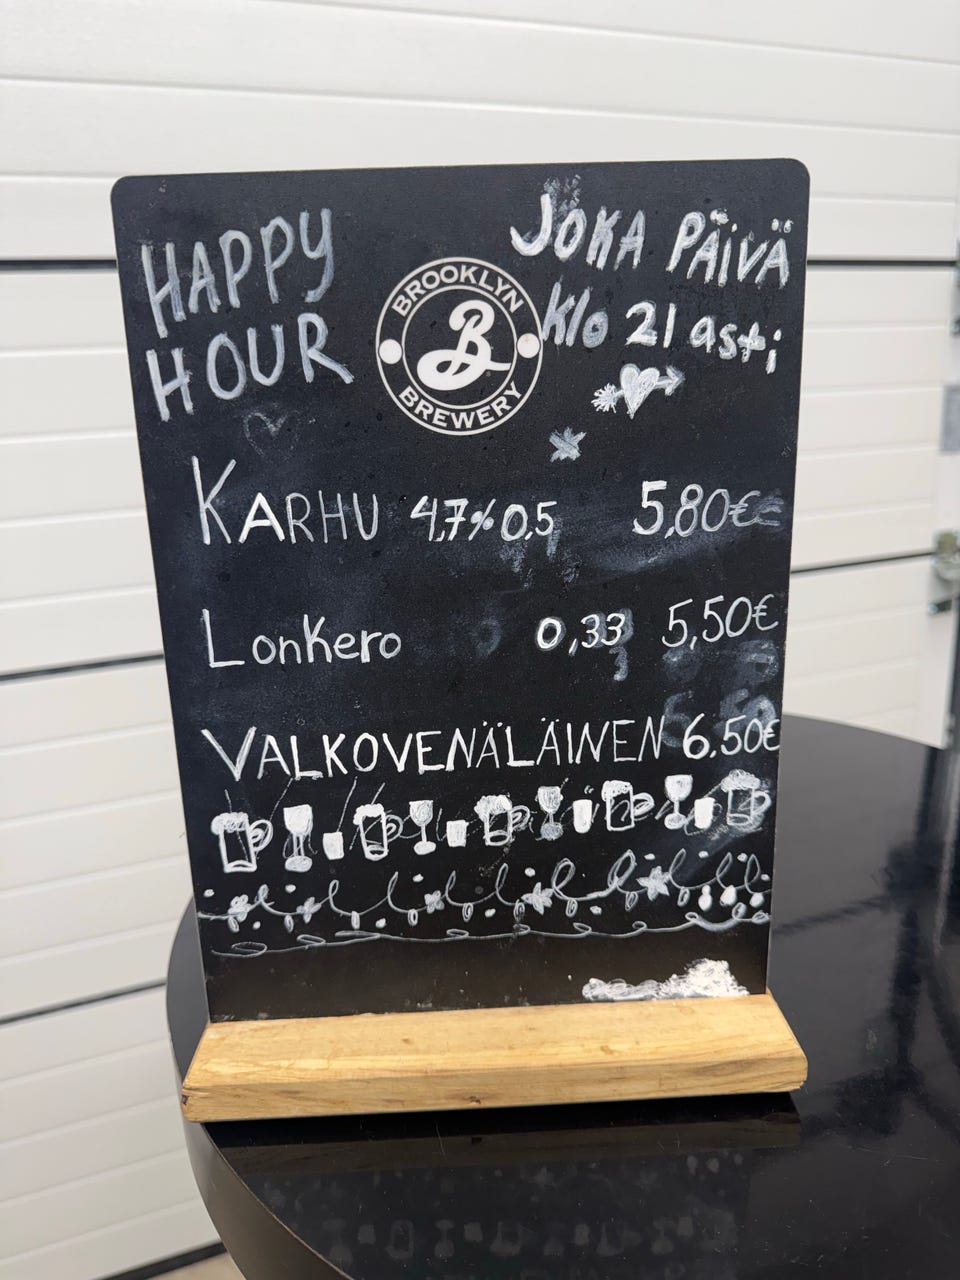 HAPPY
HOUR
BROOKLYN
B
BREWERY
JOKA PÄIVÄ
Klo 21 asti
KARHU 4,7% 0,5 5,80€
Lonkero 0,33 5,50€
VALKOVENÄLÄINEN 6,50€